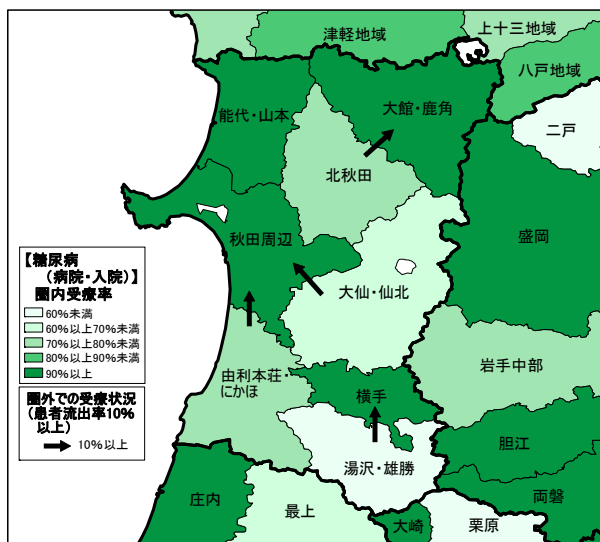 津軽地域
上十三地域
八戸地域
能代・山本
大館・鹿角
二戸
北秋田
秋田周辺
盛岡
大仙・仙北
【糖尿病
（病院・入院）】
圏内受療率
60％未満
60％以上70％未満
70％以上80％未満
80％以上90％未満
90％以上
圏外での受療状況
（患者流出率10％
以上）
10％以上
由利本荘・
にかほ
横手
岩手中部
胆江
湯沢・雄勝
庄内
最上
大崎
栗原
両磐